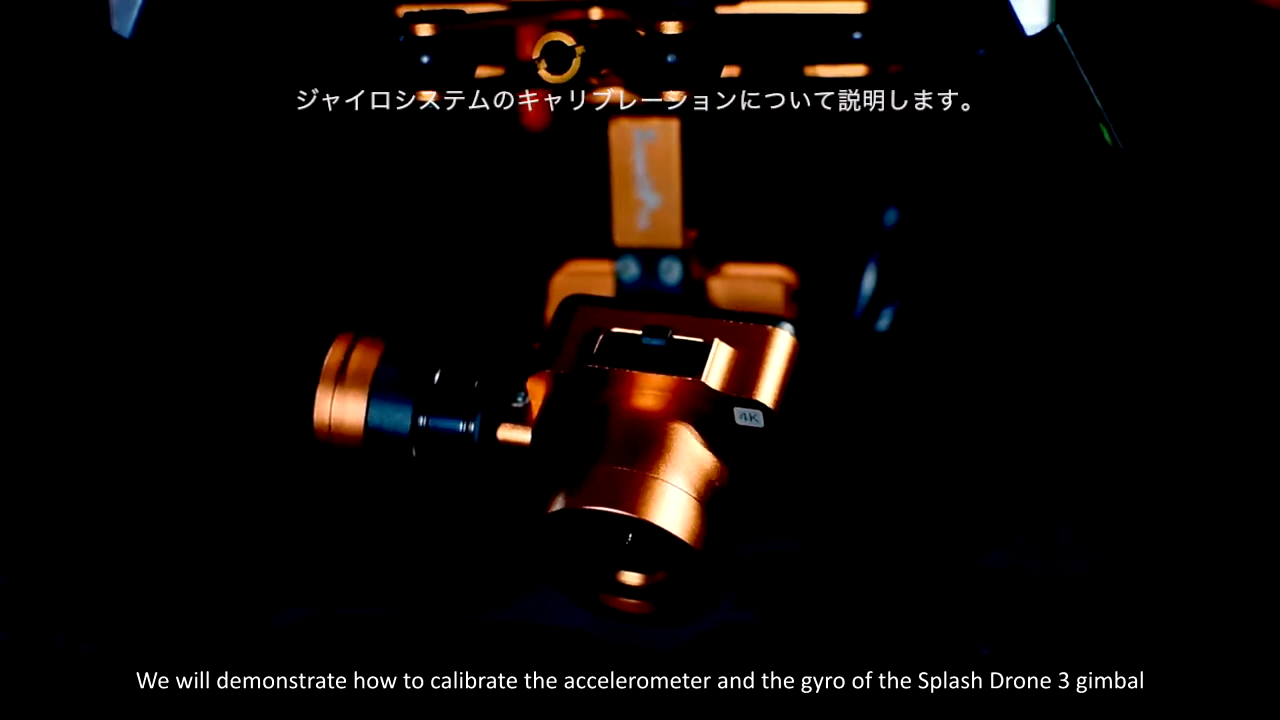 ジャイロシステムのキャリブレーションについて説明します。
4K
We will demonstrate how to calibrate the accelerometer and the gyro of the Splash Drone 3 gimbal